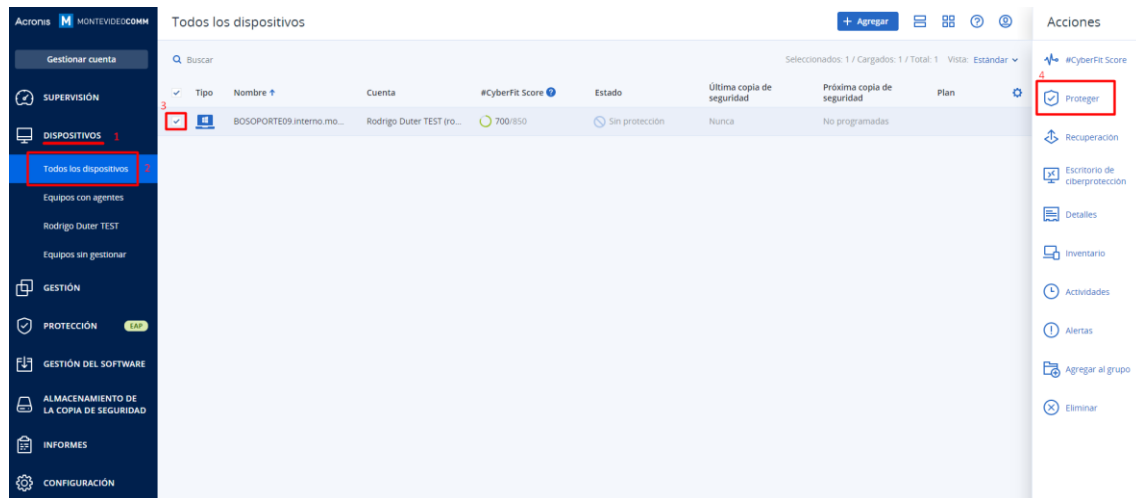 Acronis M MONTEVIDEOCOMM
Gestionar cuenta
SUPERVISIÓN
DISPOSITIVOS 1
Todos los dispositivos 2
Equipos con agentes
Rodrigo Duter TEST
Equipos sin gestionar
GESTIÓN
PROTECCIÓN EAP
GESTIÓN DEL SOFTWARE
ALMACENAMIENTO DE
LA COPIA DE SEGURIDAD
INFORMES
CONFIGURACIÓN
Todos los dispositivos
+ Agregar
Buscar
Seleccionados: 1 / Cargados: 1 / Total: 1 Vista: Estándar
Tipo Nombre ↑ Cuenta #CyberFit Score ? Estado Última copia de seguridad Próxima copia de seguridad Plan
3
BOSOPORTE09.interno.mo... Rodrigo Duter TEST (ro... 700/850 Sin protección Nunca No programadas
Acciones
#CyberFit Score
4
Proteger
Recuperación
Escritorio de
ciberprotección
Detalles
Inventario
Actividades
Alertas
Agregar al grupo
Eliminar